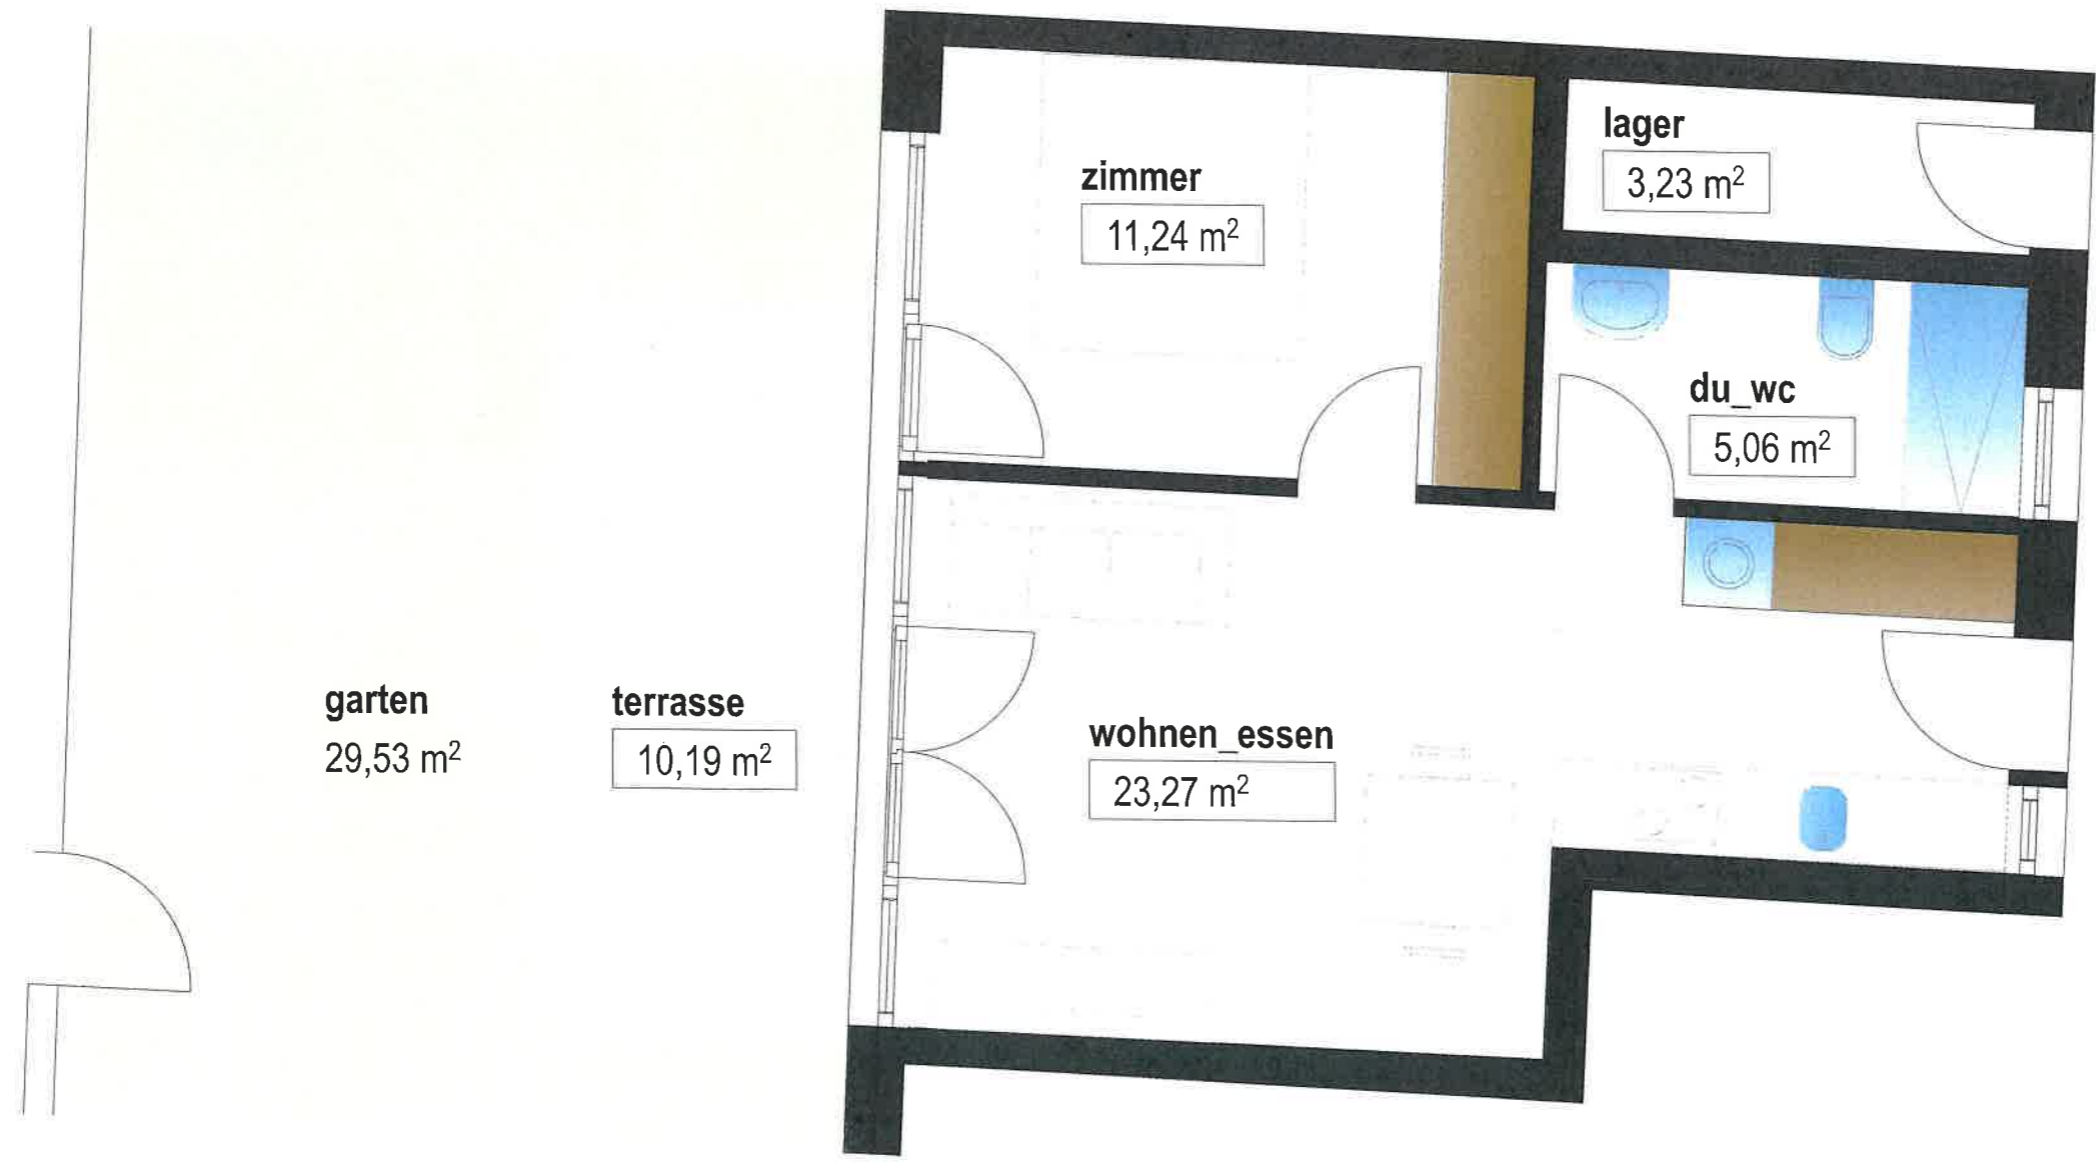 lager
3,23 m²
zimmer
11,24 m²
du_wc
5,06 m²
garten
29,53 m²
terrasse
10,19 m²
wohnen_essen
23,27 m²